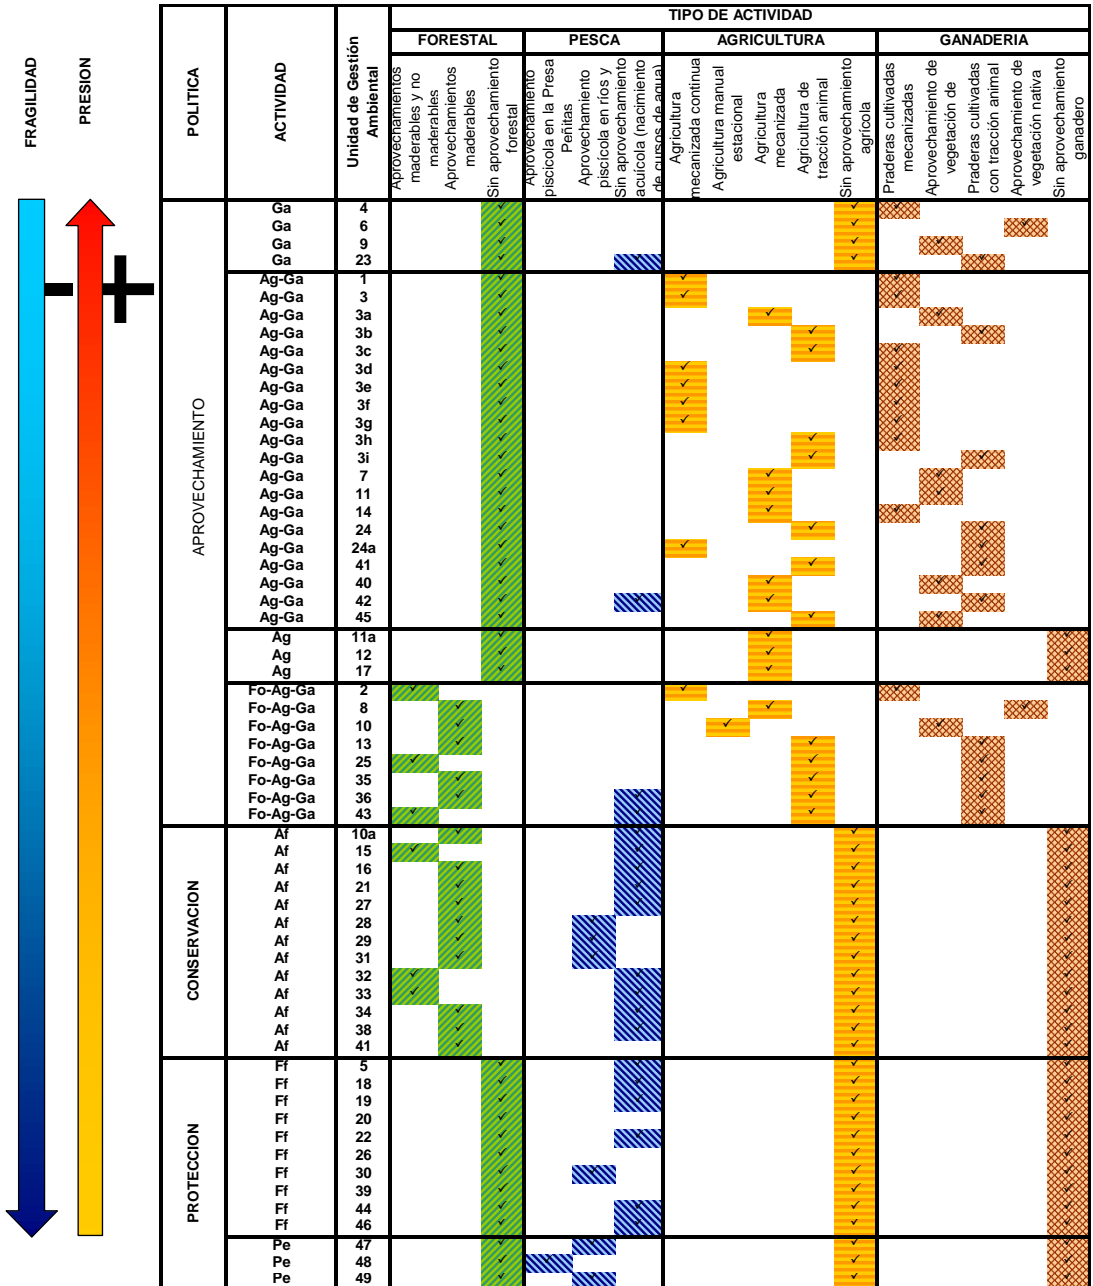 TIPO DE ACTIVIDAD
FORESTAL PESCA AGRICULTURA GANADERIA
FRAGILIDAD
PRESION
POLITICA
ACTIVIDAD
Unidad de Gestión
Ambiental
Aprovechamientos
maderables y no
maderables
Aprovechamientos
maderables
Sin aprovechamiento
forestal
Aprovechamiento
piscícola en la Presa
Peñitas
Aprovechamiento
piscícola en ríos y
Sin aprovechamiento
acuícola (nacimiento
de cursos de agua)
Agricultura
mecanizada continua
Agricultura manual
estacional
Agricultura
mecanizada
Agricultura de
tracción animal
Sin aprovechamiento
agrícola
Praderas cultivadas
mecanizadas
Aprovechamiento de
vegetación de
Praderas cultivadas
con tracción animal
Aprovechamiento de
vegetación nativa
Sin aprovechamiento
ganadero
APROVECHAMIENTO
Ga 4 ✓ ✓ ✓
Ga 6 ✓ ✓ ✓
Ga 9 ✓ ✓ ✓
Ga 23 ✓ ✓ ✓ ✓
Ag-Ga 1 ✓ ✓ ✓
Ag-Ga 3 ✓ ✓ ✓
Ag-Ga 3a ✓ ✓ ✓
Ag-Ga 3b ✓ ✓ ✓
Ag-Ga 3c ✓ ✓ ✓
Ag-Ga 3d ✓ ✓ ✓
Ag-Ga 3e ✓ ✓ ✓
Ag-Ga 3f ✓ ✓ ✓
Ag-Ga 3g ✓ ✓ ✓
Ag-Ga 3h ✓ ✓ ✓
Ag-Ga 3i ✓ ✓ ✓
Ag-Ga 7 ✓ ✓ ✓
Ag-Ga 11 ✓ ✓ ✓
Ag-Ga 14 ✓ ✓ ✓
Ag-Ga 24 ✓ ✓ ✓
Ag-Ga 24a ✓ ✓ ✓
Ag-Ga 41 ✓ ✓ ✓
Ag-Ga 40 ✓ ✓ ✓
Ag-Ga 42 ✓ ✓ ✓ ✓
Ag-Ga 45 ✓ ✓ ✓
Ag 11a ✓ ✓ ✓
Ag 12 ✓ ✓ ✓
Ag 17 ✓ ✓ ✓
Fo-Ag-Ga 2 ✓ ✓ ✓
Fo-Ag-Ga 8 ✓ ✓ ✓
Fo-Ag-Ga 10 ✓ ✓ ✓
Fo-Ag-Ga 13 ✓ ✓ ✓
Fo-Ag-Ga 25 ✓ ✓ ✓
Fo-Ag-Ga 35 ✓ ✓ ✓
Fo-Ag-Ga 36 ✓ ✓ ✓ ✓
Fo-Ag-Ga 43 ✓ ✓ ✓ ✓
CONSERVACION
Af 10a ✓ ✓ ✓ ✓
Af 15 ✓ ✓ ✓ ✓
Af 16 ✓ ✓ ✓ ✓
Af 21 ✓ ✓ ✓ ✓
Af 27 ✓ ✓ ✓ ✓
Af 28 ✓ ✓ ✓ ✓
Af 29 ✓ ✓ ✓ ✓
Af 31 ✓ ✓ ✓ ✓
Af 32 ✓ ✓ ✓ ✓
Af 33 ✓ ✓ ✓ ✓
Af 34 ✓ ✓ ✓ ✓
Af 38 ✓ ✓ ✓ ✓
Af 41 ✓ ✓ ✓
PROTECCION
Ff 5 ✓ ✓ ✓ ✓
Ff 18 ✓ ✓ ✓ ✓
Ff 19 ✓ ✓ ✓ ✓
Ff 20 ✓ ✓ ✓
Ff 22 ✓ ✓ ✓ ✓
Ff 26 ✓ ✓ ✓
Ff 30 ✓ ✓ ✓ ✓
Ff 39 ✓ ✓ ✓
Ff 44 ✓ ✓ ✓ ✓
Ff 46 ✓ ✓ ✓ ✓
Pe 47 ✓ ✓ ✓ ✓
Pe 48 ✓ ✓ ✓ ✓
Pe 49 ✓ ✓ ✓ ✓